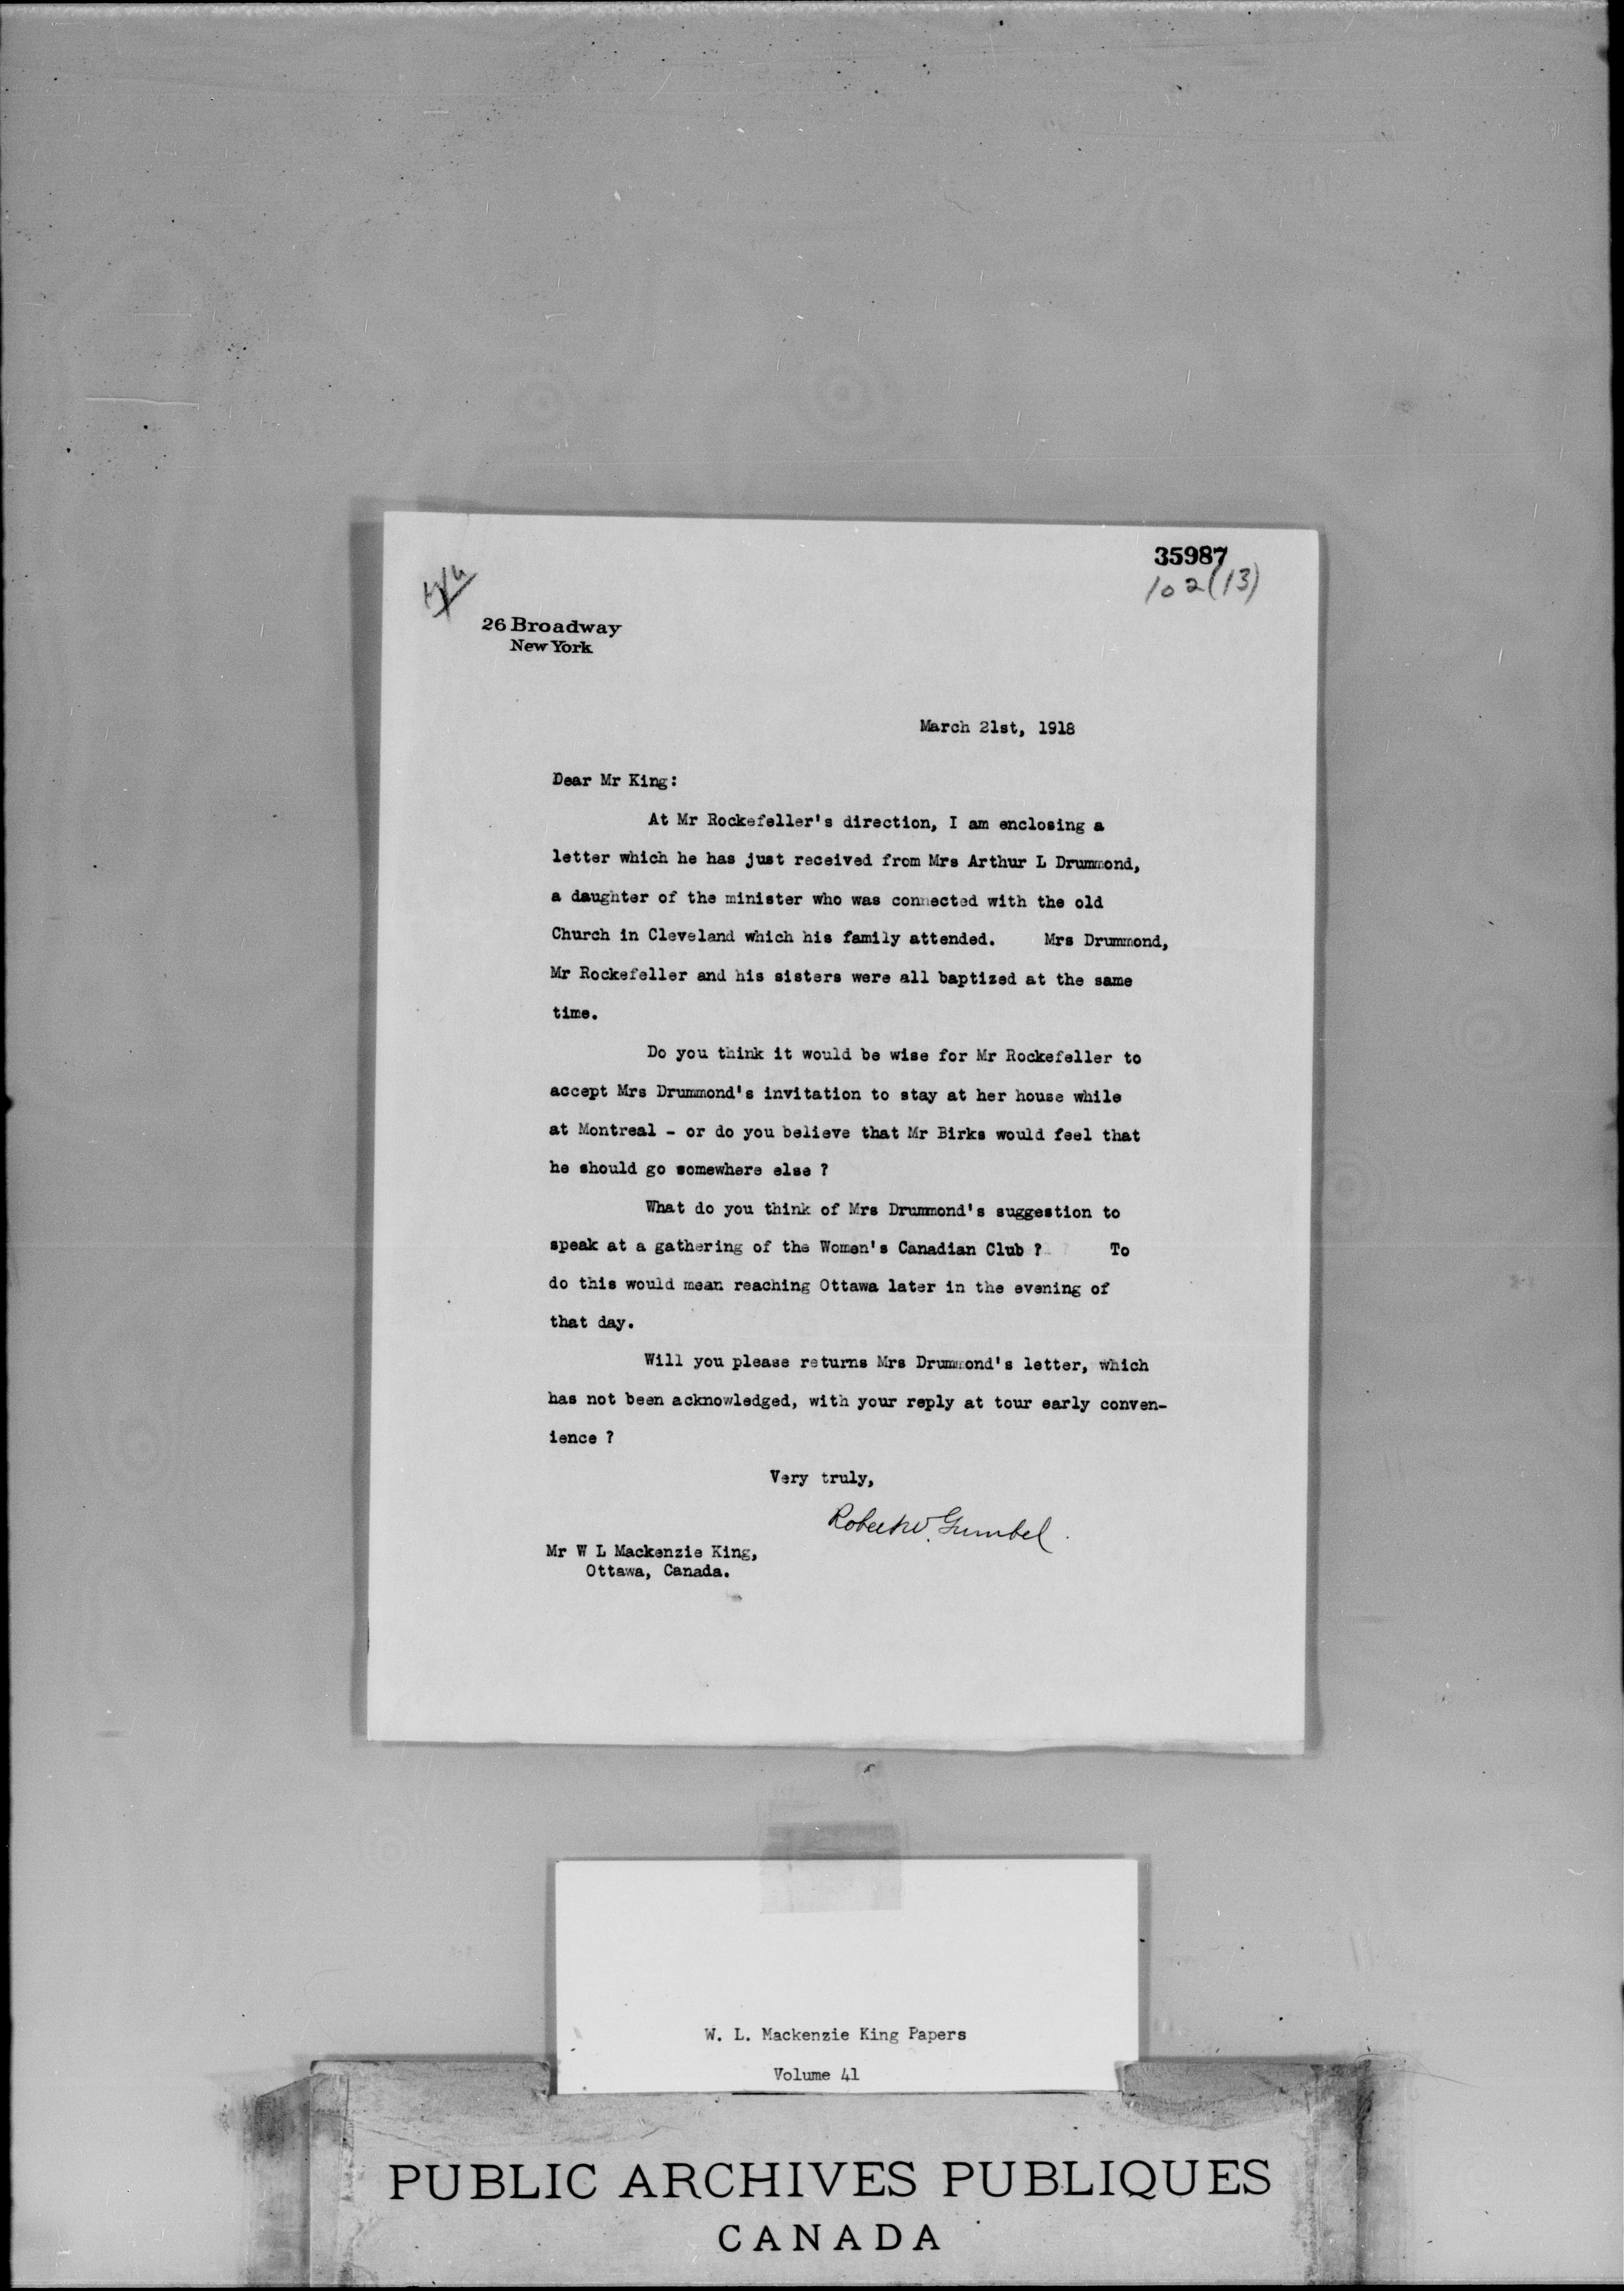 35987
102(13)
26 Broadway
New York
March 21st, 1918
Dear Mr King:
At Mr Rockefeller's direction, I am enclosing a
letter which he has just received from Mrs Arthur L Drummond,
a daughter of the minister who was connected with the old
Church in Cleveland which his family attended. Mrs Drummond,
Mr Rockefeller and his sisters were all baptized at the same
time.
Do you think it would be wise for Mr Rockefeller to
accept Mrs Drummond's invitation to stay at her house while
at Montreal - or do you believe that Mr Birks would feel that
he should go somewhere else ?
What do you think of Mrs Drummond's suggestion to
speak at a gathering of the Women's Canadian Club ? To
do this would mean reaching Ottawa later in the evening of
that day.
Will you please returns Mrs Drummond's letter, which
has not been acknowledged, with your reply at tour early conven-
ience ?
Very truly,
Robert W. Gumbel.
Mr W L Mackenzie King,
Ottawa, Canada.
W. L. Mackenzie King Papers
Volume 41
PUBLIC ARCHIVES PUBLIQUES
CANADA